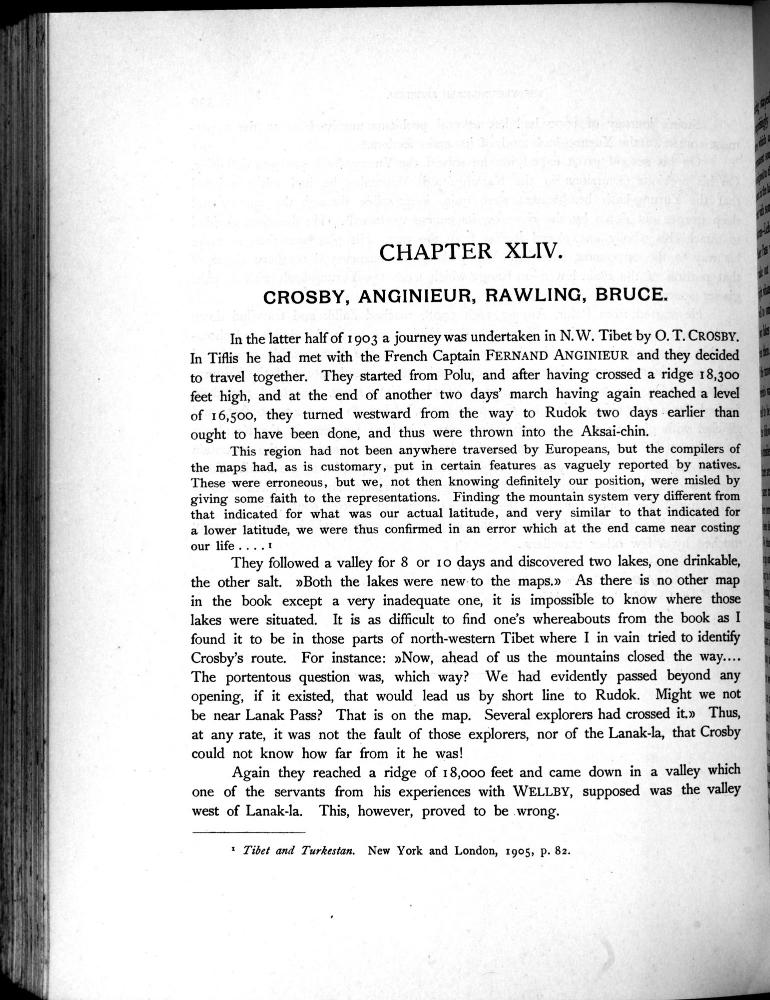 CHAPTER XLIV.
CROSBY, ANGINIEUR, RAWLING, BRUCE.
In the latter half of 1903 a journey was undertaken in N.W. Tibet by O. T. CROSBY.
In Tiflis he had met with the French Captain FERNAND ANGINIEUR and they decided
to travel together. They started from Polu, and after having crossed a ridge 18,300
feet high, and at the end of another two days' march having again reached a level
of 16,500, they turned westward from the way to Rudok two days earlier than
ought to have been done, and thus were thrown into the Aksai-chin.
This region had not been anywhere traversed by Europeans, but the compilers of
the maps had, as is customary, put in certain features as vaguely reported by natives.
These were erroneous, but we, not then knowing definitely our position, were misled by
giving some faith to the representations. Finding the mountain system very different from
that indicated for what was our actual latitude, and very similar to that indicated for
a lower latitude, we were thus confirmed in an error which at the end came near costing
our life . . . . ¹
They followed a valley for 8 or 10 days and discovered two lakes, one drinkable,
the other salt. »Both the lakes were new to the maps.» As there is no other map
in the book except a very inadequate one, it is impossible to know where those
lakes were situated. It is as difficult to find one's whereabouts from the book as I
found it to be in those parts of north-western Tibet where I in vain tried to identify
Crosby's route. For instance: »Now, ahead of us the mountains closed the way....
The portentous question was, which way? We had evidently passed beyond any
opening, if it existed, that would lead us by short line to Rudok. Might we not
be near Lanak Pass? That is on the map. Several explorers had crossed it.» Thus,
at any rate, it was not the fault of those explorers, nor of the Lanak-la, that Crosby
could not know how far from it he was!
Again they reached a ridge of 18,000 feet and came down in a valley which
one of the servants from his experiences with WELLBY, supposed was the valley
west of Lanak-la. This, however, proved to be wrong.
¹ Tibet and Turkestan. New York and London, 1905, p. 82.